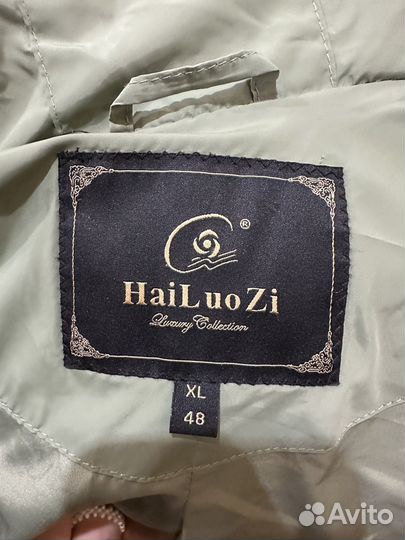 ®
HaiLuoZi
Luxury Collection
XL
48
Avito